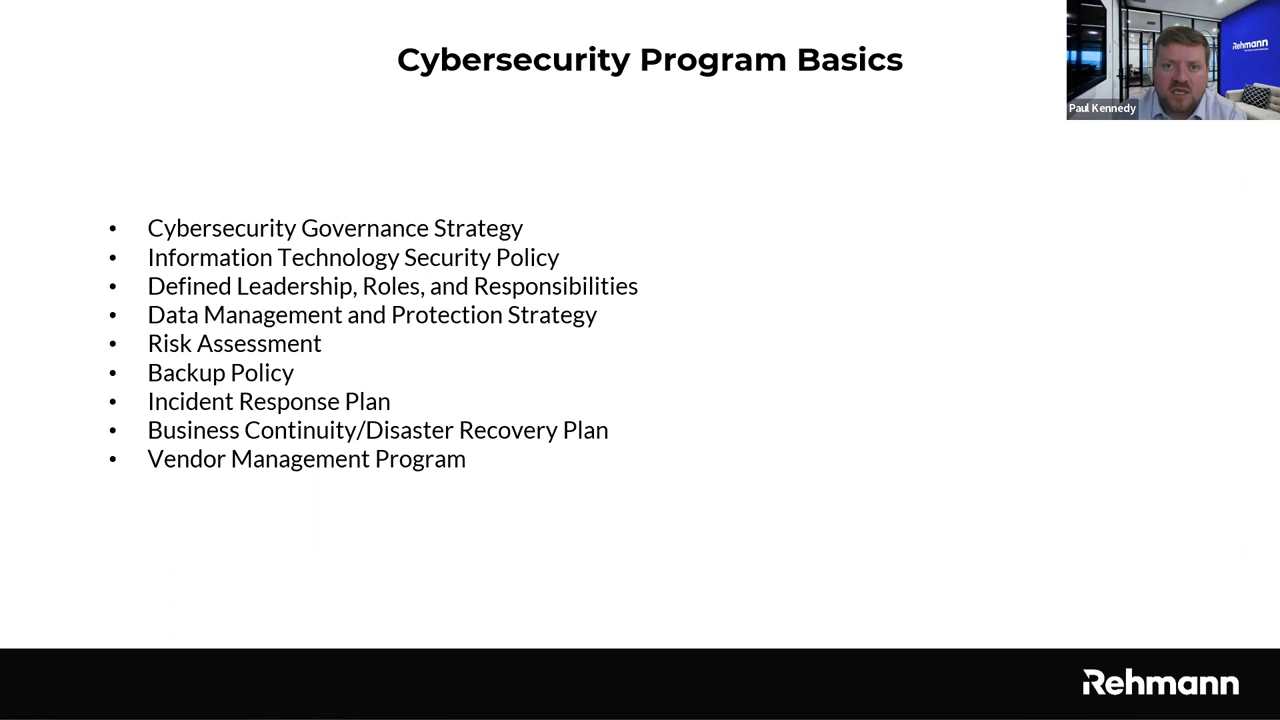 Cybersecurity Program Basics
Rehmann
Paul Kennedy
• Cybersecurity Governance Strategy
• Information Technology Security Policy
• Defined Leadership, Roles, and Responsibilities
• Data Management and Protection Strategy
• Risk Assessment
• Backup Policy
• Incident Response Plan
• Business Continuity/Disaster Recovery Plan
• Vendor Management Program
Rehmann